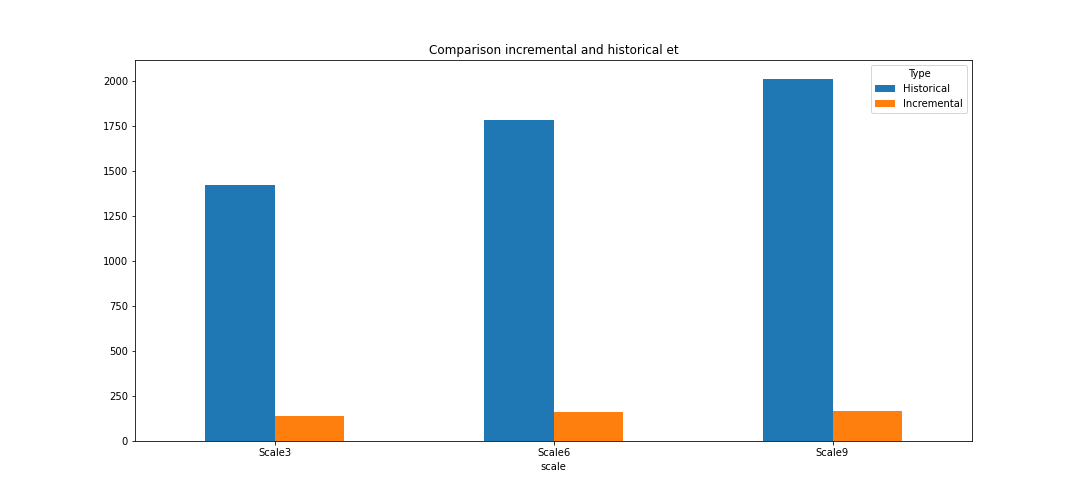 Comparison incremental and historical et
Type
Historical
Incremental
2000
1750
1500
1250
1000
750
500
250
0
Scale3 Scale6 Scale9
scale